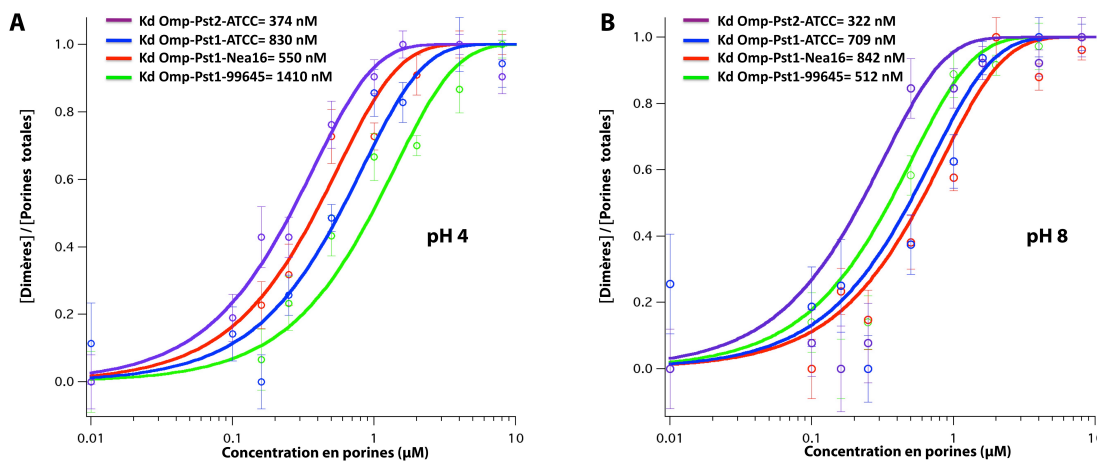 A
Kd Omp-Pst2-ATCC= 374 nM
Kd Omp-Pst1-ATCC= 830 nM
Kd Omp-Pst1-Nea16= 550 nM
Kd Omp-Pst1-99645= 1410 nM
1.0
0.8
0.6
0.4
0.2
0.0
[Dimères] / [Porines totales]
pH 4
0.01
0.1
1
10
Concentration en porines (µM)
B
Kd Omp-Pst2-ATCC= 322 nM
Kd Omp-Pst1-ATCC= 709 nM
Kd Omp-Pst1-Nea16= 842 nM
Kd Omp-Pst1-99645= 512 nM
1.0
0.8
0.6
0.4
0.2
0.0
[Dimères] / [Porines totales]
pH 8
0.01
0.1
1
10
Concentration en porines (µM)